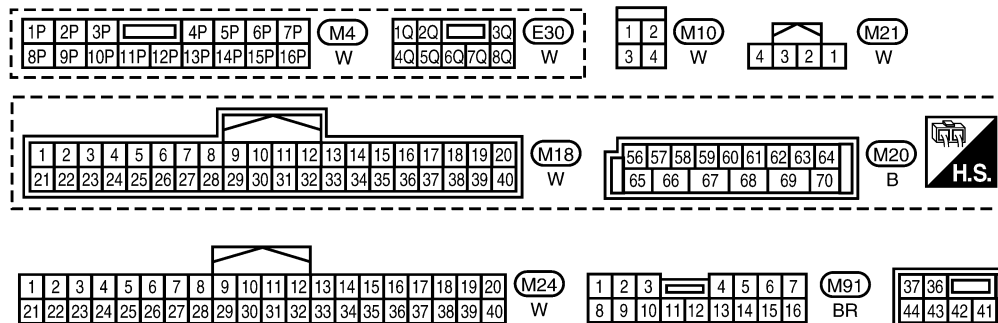 1P 2P 3P 4P 5P 6P 7P
8P 9P 10P 11P 12P 13P 14P 15P 16P
M4
W
1Q 2Q 3Q
4Q 5Q 6Q 7Q 8Q
E30
W
1 2
3 4
M10
W
4 3 2 1
M21
W
1 2 3 4 5 6 7 8 9 10 11 12 13 14 15 16 17 18 19 20
21 22 23 24 25 26 27 28 29 30 31 32 33 34 35 36 37 38 39 40
M18
W
56 57 58 59 60 61 62 63 64
65 66 67 68 69 70
M20
B
H.S.
1 2 3 4 5 6 7 8 9 10 11 12 13 14 15 16 17 18 19 20
21 22 23 24 25 26 27 28 29 30 31 32 33 34 35 36 37 38 39 40
M24
W
1 2 3 4 5 6 7
8 9 10 11 12 13 14 15 16
M91
BR
37 36
44 43 42 41